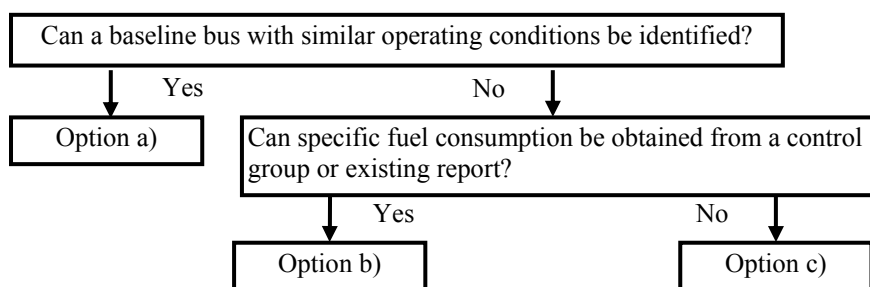 Can a baseline bus with similar operating conditions be identified?
Yes
No
Option a)
Can specific fuel consumption be obtained from a control
group or existing report?
Yes
No
Option b)
Option c)